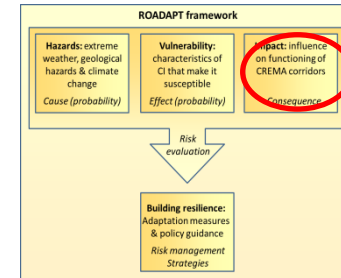 ROADAPT framework
Hazards: extreme
weather, geological
hazards & climate
change
Cause (probability)
Vulnerability:
characteristics of
CI that make it
susceptible
Effect (probability)
Impact: influence
on functioning of
CREMA corridors
Consequence
Risk
evaluation
Building resilience:
Adaptation measures
& policy guidance
Risk management
Strategies